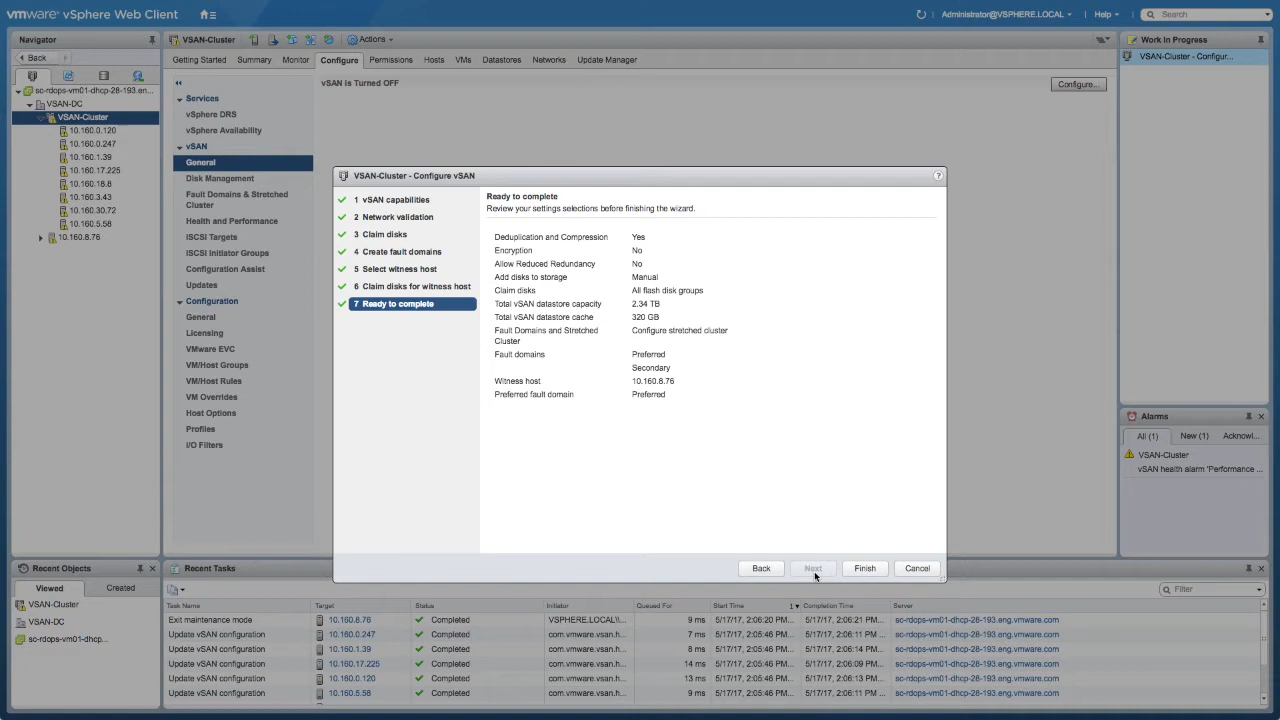 vmware® vSphere Web Client
Administrator@VSPHERE.LOCAL
Help
Search
Navigator
Back
sc-rdops-vm01-dhcp-28-193.en...
VSAN-DC
VSAN-Cluster
10.160.0.120
10.160.0.247
10.160.1.39
10.160.17.225
10.160.18.8
10.160.3.43
10.160.30.72
10.160.5.58
10.160.8.76
VSAN-Cluster
Actions
Getting Started
Summary
Monitor
Configure
Permissions
Hosts
VMs
Datastores
Networks
Update Manager
Services
vSphere DRS
vSphere Availability
vSAN
General
Disk Management
Fault Domains & Stretched
Cluster
Health and Performance
iSCSI Targets
iSCSI Initiator Groups
Configuration Assist
Updates
Configuration
General
Licensing
VMware EVC
VM/Host Groups
VM/Host Rules
VM Overrides
Host Options
Profiles
I/O Filters
vSAN is Turned OFF
Configure...
VSAN-Cluster - Configure vSAN
?
1 vSAN capabilities
2 Network validation
3 Claim disks
4 Create fault domains
5 Select witness host
6 Claim disks for witness host
7 Ready to complete
Ready to complete
Review your settings selections before finishing the wizard.
Deduplication and Compression Yes
Encryption No
Allow Reduced Redundancy No
Add disks to storage Manual
Claim disks All flash disk groups
Total vSAN datastore capacity 2.34 TB
Total vSAN datastore cache 320 GB
Fault Domains and Stretched Configure stretched cluster
Cluster
Fault domains Preferred
Secondary
Witness host 10.160.8.76
Preferred fault domain Preferred
Back
Next
Finish
Cancel
Work In Progress
VSAN-Cluster - Configur...
Alarms
All (1)
New (1)
Acknowl...
VSAN-Cluster
vSAN health alarm 'Performance ...
Recent Objects
Viewed
Created
VSAN-Cluster
VSAN-DC
sc-rdops-vm01-dhcp...
Recent Tasks
Filter
Task Name Target Status Initiator Queued For Start Time 1 Completion Time Server
Exit maintenance mode 10.160.8.76 Completed VSPHERE.LOCAL\\... 9 ms 5/17/17, 2:06:20 PM... 5/17/17, 2:06:21 PM... sc-rdops-vm01-dhcp-28-193.eng.vmware.com
Update vSAN configuration 10.160.0.247 Completed com.vmware.vsan.h... 7 ms 5/17/17, 2:05:46 PM... 5/17/17, 2:06:11 PM ... sc-rdops-vm01-dhcp-28-193.eng.vmware.com
Update vSAN configuration 10.160.1.39 Completed com.vmware.vsan.h... 8 ms 5/17/17, 2:05:46 PM... 5/17/17, 2:06:14 PM... sc-rdops-vm01-dhcp-28-193.eng.vmware.com
Update vSAN configuration 10.160.17.225 Completed com.vmware.vsan.h... 14 ms 5/17/17, 2:05:46 PM... 5/17/17, 2:06:09 PM... sc-rdops-vm01-dhcp-28-193.eng.vmware.com
Update vSAN configuration 10.160.0.120 Completed com.vmware.vsan.h... 13 ms 5/17/17, 2:05:46 PM... 5/17/17, 2:06:13 PM... sc-rdops-vm01-dhcp-28-193.eng.vmware.com
Update vSAN configuration 10.160.5.58 Completed com.vmware.vsan.h... 9 ms 5/17/17, 2:05:46 PM... 5/17/17, 2:06:11 PM ... sc-rdops-vm01-dhcp-28-193.eng.vmware.com